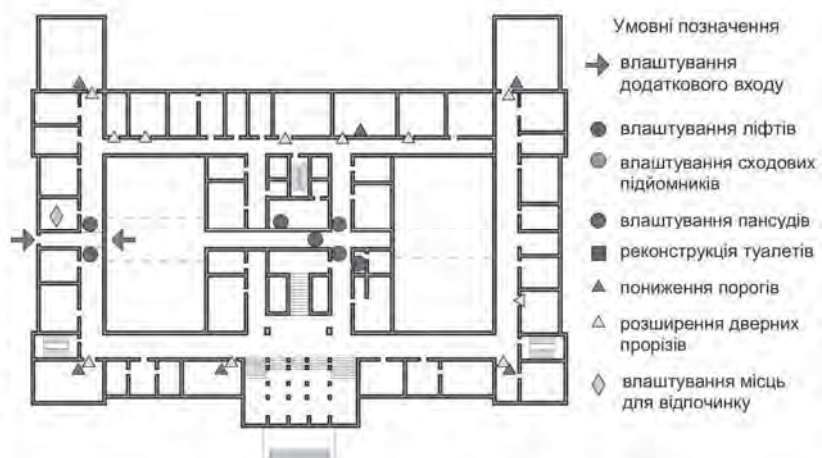 Умовні позначення
влаштування
додаткового входу
влаштування ліфтів
влаштування сходових
підйомників
влаштування пансудів
реконструкція туалетів
пониження порогів
розширення дверних
прорізів
влаштування місць
для відпочинку